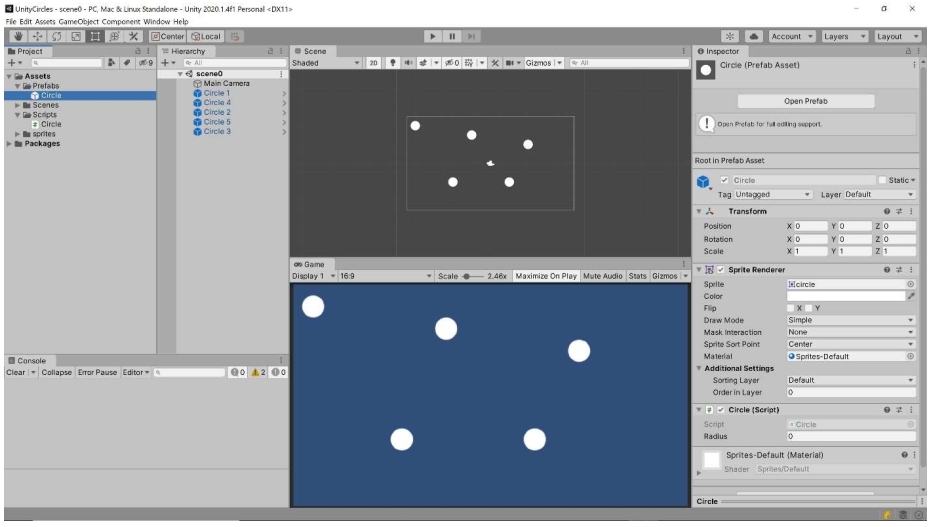 UnityCircles - scene0 - PC, Mac & Linux Standalone - Unity 2020.1.4f1 Personal <DX11>
File Edit Assets GameObject Component Window Help
Center Local
Account Layers Layout
Project
Assets
Prefabs
Circle
Scenes
Scripts
Circle
sprites
Packages
Hierarchy
All
scene0
Main Camera
Circle 1
Circle 4
Circle 2
Circle 5
Circle 3
Scene
Shaded 2D 0 Gizmos All
Game
Display 1 16:9 Scale 2.46x Maximize On Play Mute Audio Stats Gizmos
Console
Clear Collapse Error Pause Editor 0 2 0
Inspector
Circle (Prefab Asset)
Open Prefab
Open Prefab for full editing support.
Root in Prefab Asset
Circle Static
Tag Untagged Layer Default
Transform
Position X 0 Y 0 Z 0
Rotation X 0 Y 0 Z 0
Scale X 1 Y 1 Z 1
Sprite Renderer
Sprite circle
Color
Flip X Y
Draw Mode Simple
Mask Interaction None
Sprite Sort Point Center
Material Sprites-Default
Additional Settings
Sorting Layer Default
Order in Layer 0
Circle (Script)
Script Circle
Radius 0
Sprites-Default (Material)
Shader Sprites/Default
Circle